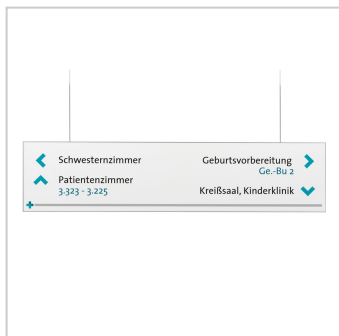 Schwesternzimmer
Patientenzimmer
3.323 - 3.225
Geburtsvorbereitung
Ge.-Bu 2
Kreißsaal, Kinderklinik